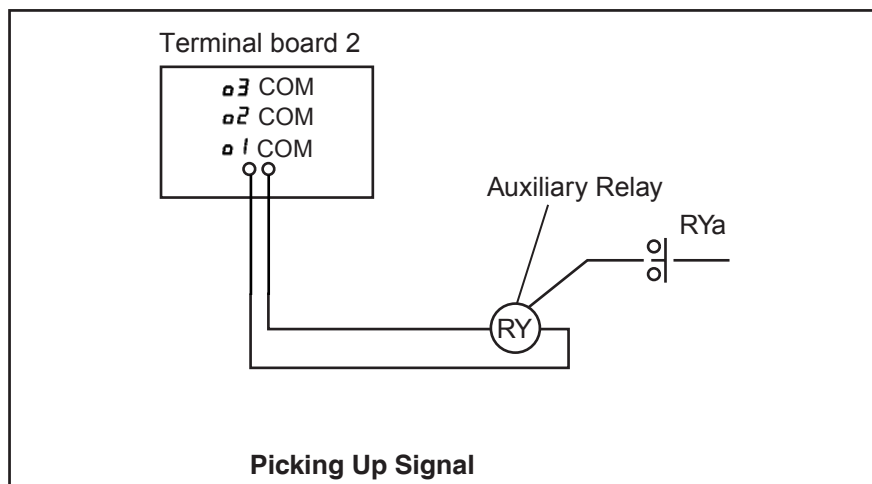 Terminal board 2
o3 COM
o2 COM
o1 COM
Auxiliary Relay
RYa
RY
Picking Up Signal